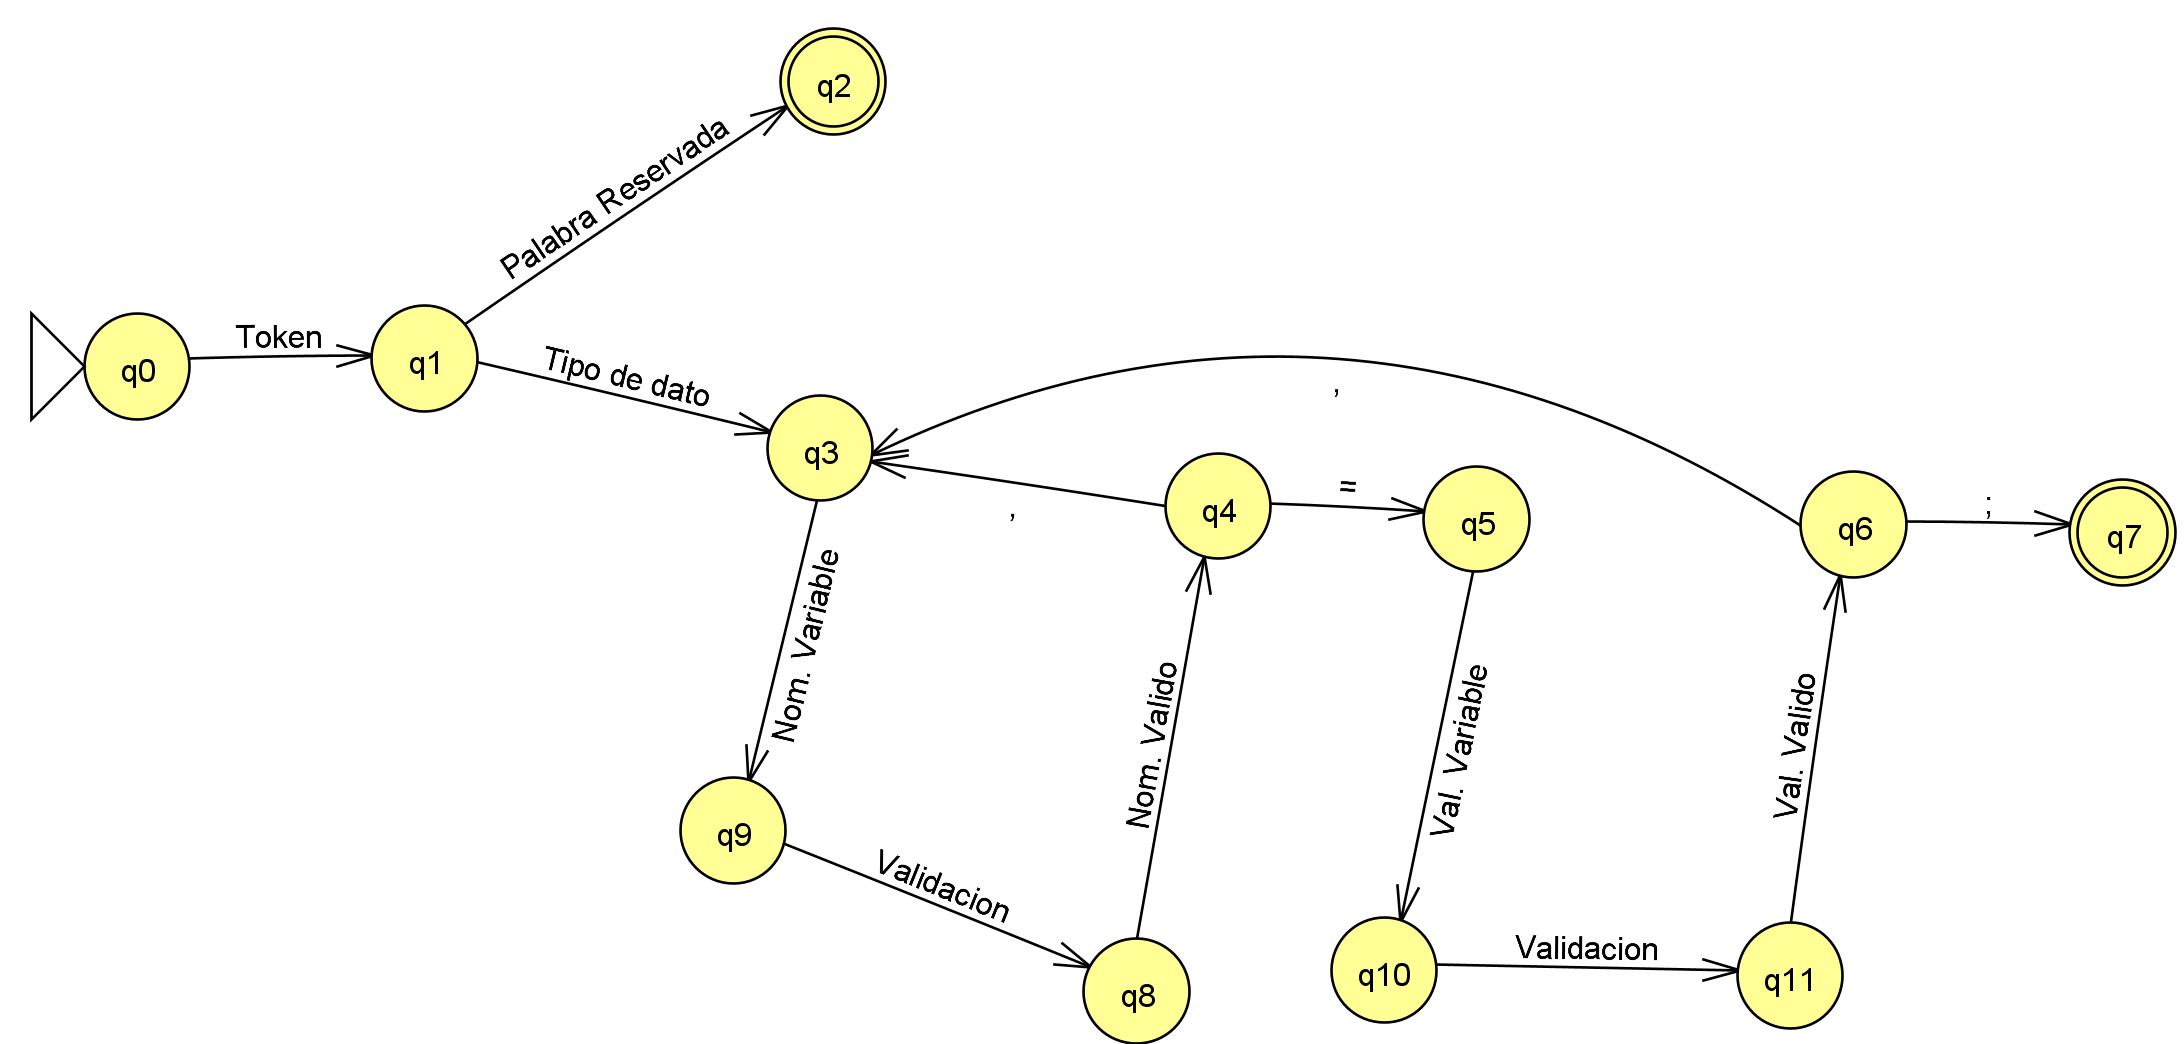 q2
Palabra Reservada
q0
Token
q1
Tipo de dato
q3
,
,
q4
=
q5
q6
;
q7
Nom. Variable
Nom. Valido
Val. Variable
Val. Valido
q9
Validacion
q8
q10
Validacion
q11